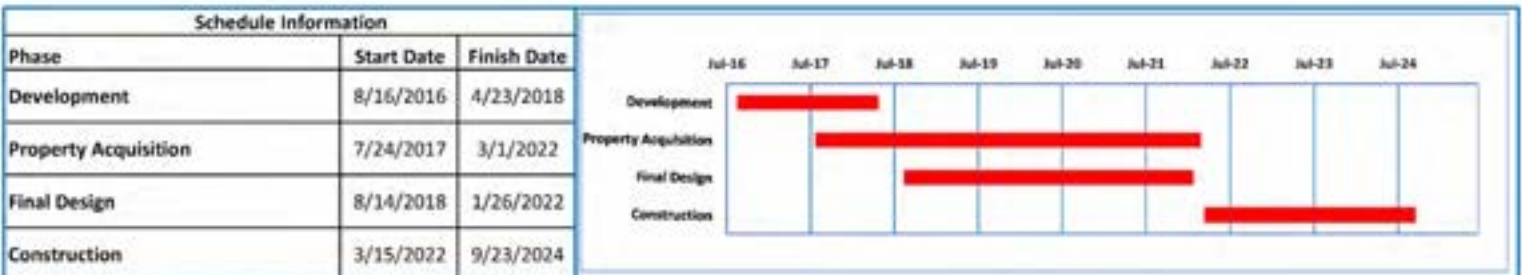 Schedule Information
Phase Start Date Finish Date
Development 8/16/2016 4/23/2018
Property Acquisition 7/24/2017 3/1/2022
Final Design 8/14/2018 1/26/2022
Construction 3/15/2022 9/23/2024
Jul-16 Jul-17 Jul-18 Jul-19 Jul-20 Jul-21 Jul-22 Jul-23 Jul-24
Development
Property Acquisition
Final Design
Construction